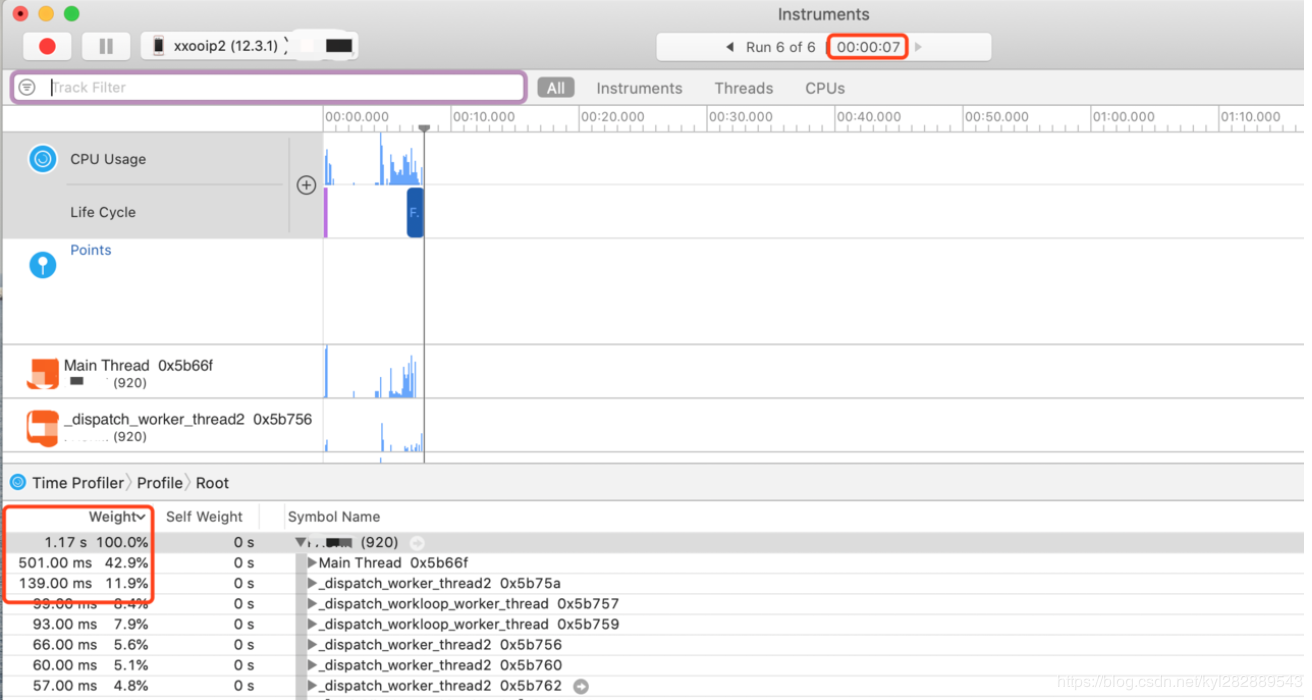 Instruments
xxooip2 (12.3.1)
Run 6 of 6 00:00:07
Track Filter
All Instruments Threads CPUs
00:00.000 00:10.000 00:20.000 00:30.000 00:40.000 00:50.000 01:00.000 01:10.000
CPU Usage
Life Cycle
F.
Points
Main Thread 0x5b66f
(920)
_dispatch_worker_thread2 0x5b756
(920)
Time Profiler Profile Root
Weight Self Weight Symbol Name
1.17 s 100.0% 0 s (920)
501.00 ms 42.9% 0 s Main Thread 0x5b66f
139.00 ms 11.9% 0 s _dispatch_worker_thread2 0x5b75a
99.00 ms 8.4% 0 s _dispatch_workloop_worker_thread 0x5b757
93.00 ms 7.9% 0 s _dispatch_workloop_worker_thread 0x5b759
66.00 ms 5.6% 0 s _dispatch_worker_thread2 0x5b756
60.00 ms 5.1% 0 s _dispatch_worker_thread2 0x5b760
57.00 ms 4.8% 0 s _dispatch_worker_thread2 0x5b762
https://blog.csdn.net/kyl282889543